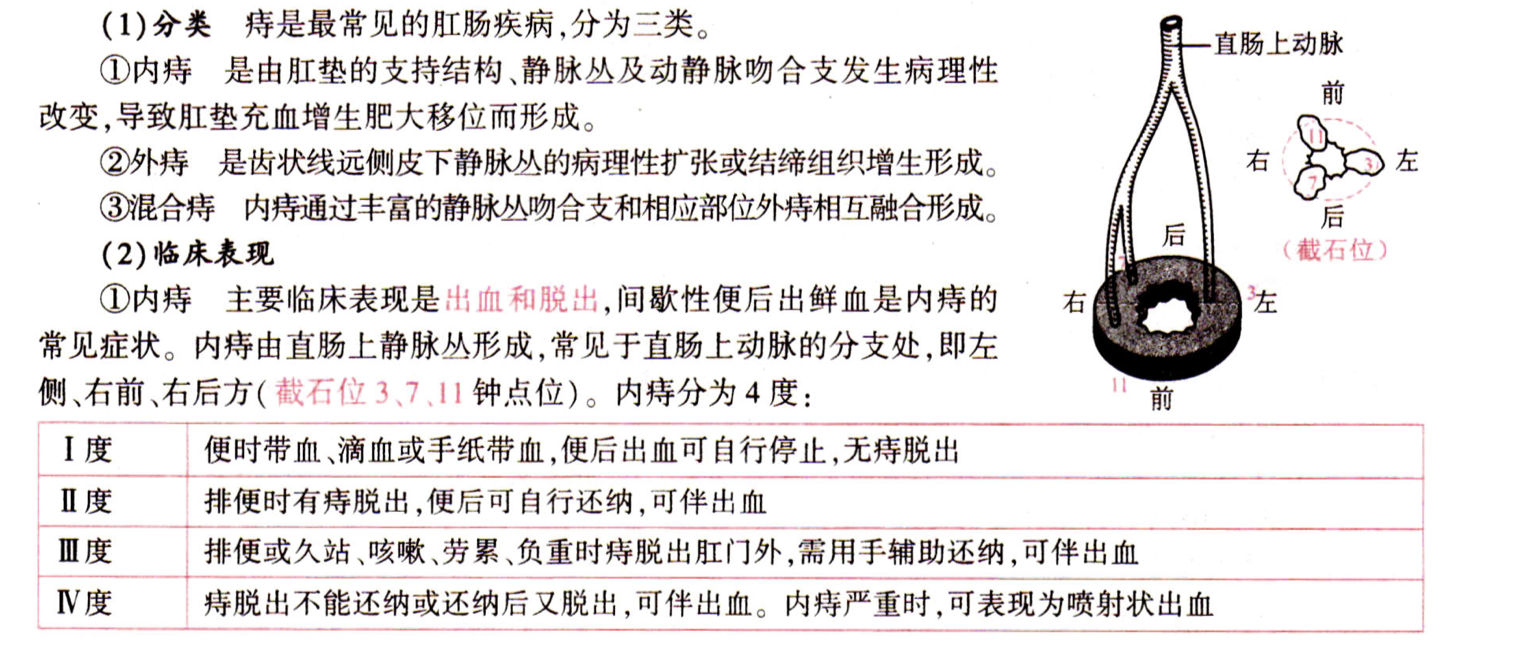 (1)分类 痔是最常见的肛肠疾病,分为三类。
①内痔 是由肛垫的支持结构、静脉丛及动静脉吻合支发生病理性
改变,导致肛垫充血增生肥大移位而形成。
②外痔 是齿状线远侧皮下静脉丛的病理性扩张或结缔组织增生形成。
③混合痔 内痔通过丰富的静脉丛吻合支和相应部位外痔相互融合形成。
(2)临床表现
①内痔 主要临床表现是出血和脱出,间歇性便后出鲜血是内痔的
常见症状。内痔由直肠上静脉丛形成,常见于直肠上动脉的分支处,即左
侧、右前、右后方(截石位3、7、11钟点位)。内痔分为4度:
直肠上动脉
前
11
右
3
左
7
后
(截石位)
后
7
右
3
左
11
前
Ⅰ度 便时带血、滴血或手纸带血,便后出血可自行停止,无痔脱出
Ⅱ度 排便时有痔脱出,便后可自行还纳,可伴出血
Ⅲ度 排便或久站、咳嗽、劳累、负重时痔脱出肛门外,需用手辅助还纳,可伴出血
Ⅳ度 痔脱出不能还纳或还纳后又脱出,可伴出血。内痔严重时,可表现为喷射状出血